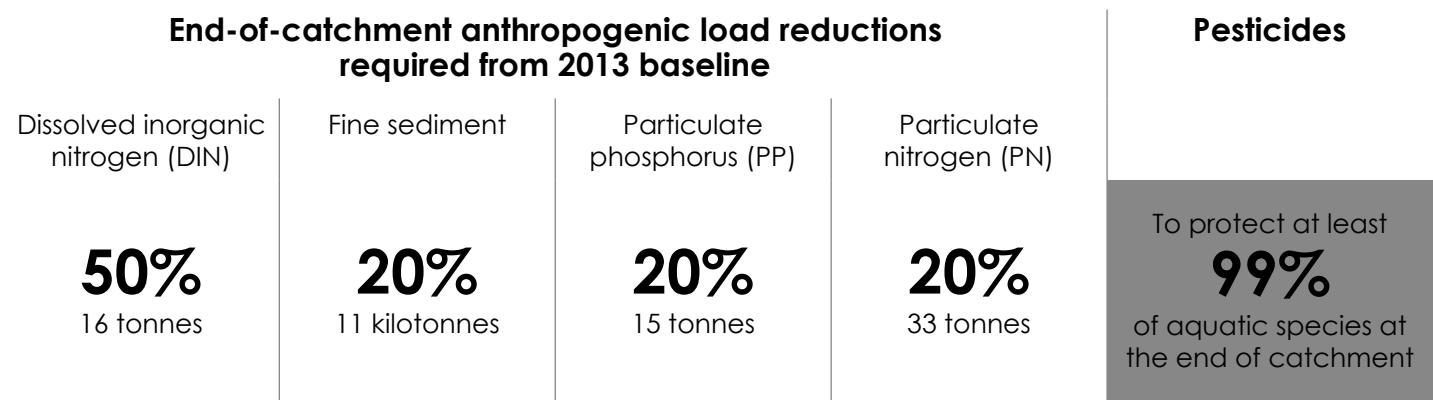 End-of-catchment anthropogenic load reductions
required from 2013 baseline
Pesticides
Dissolved inorganic
nitrogen (DIN)
Fine sediment
Particulate
phosphorus (PP)
Particulate
nitrogen (PN)
50%
16 tonnes
20%
11 kilotonnes
20%
15 tonnes
20%
33 tonnes
To protect at least
99%
of aquatic species at
the end of catchment